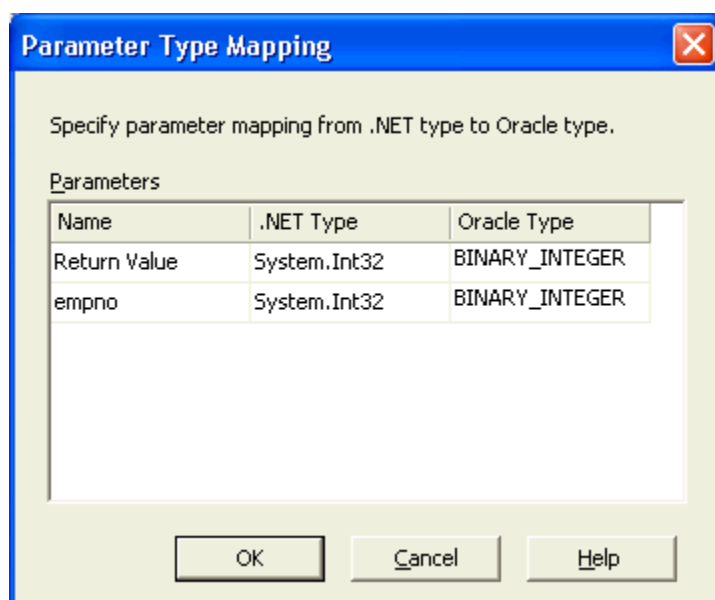 Parameter Type Mapping
Specify parameter mapping from .NET type to Oracle type.
Parameters
Name .NET Type Oracle Type
Return Value System.Int32 BINARY_INTEGER
empno System.Int32 BINARY_INTEGER
OK Cancel Help